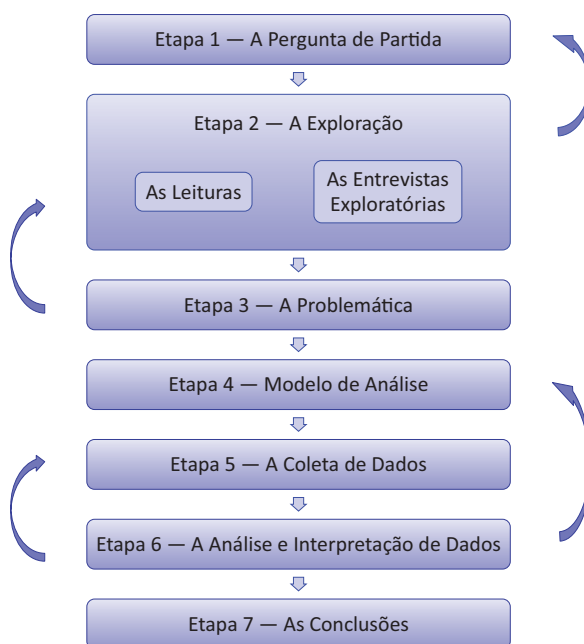 Etapa 1 — A Pergunta de Partida
Etapa 2 — A Exploração
As Leituras
As Entrevistas
Exploratórias
Etapa 3 — A Problemática
Etapa 4 — Modelo de Análise
Etapa 5 — A Coleta de Dados
Etapa 6 — A Análise e Interpretação de Dados
Etapa 7 — As Conclusões